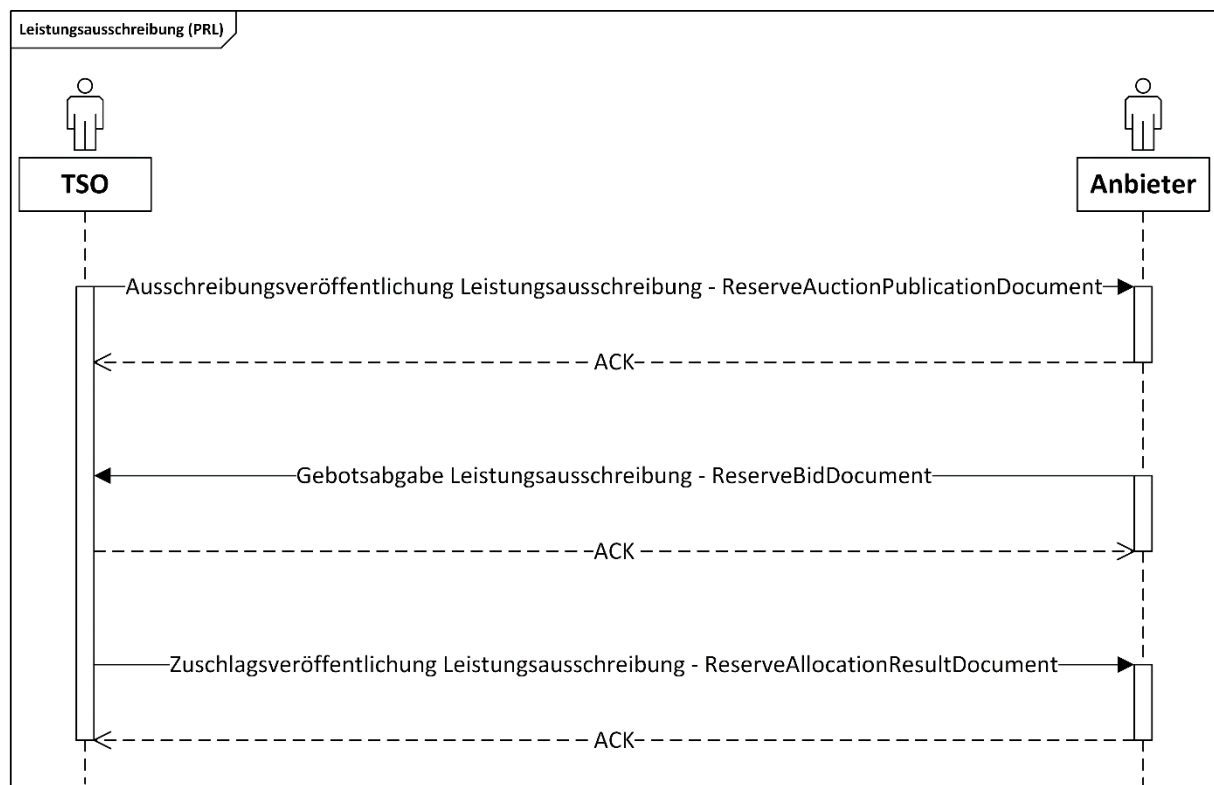 Leistungsausschreibung (PRL)
TSO
Anbieter
Ausschreibungsveröffentlichung Leistungsausschreibung - ReserveAuctionPublicationDocument
ACK
Gebotsabgabe Leistungsausschreibung - ReserveBidDocument
ACK
Zuschlagsveröffentlichung Leistungsausschreibung - ReserveAllocationResultDocument
ACK